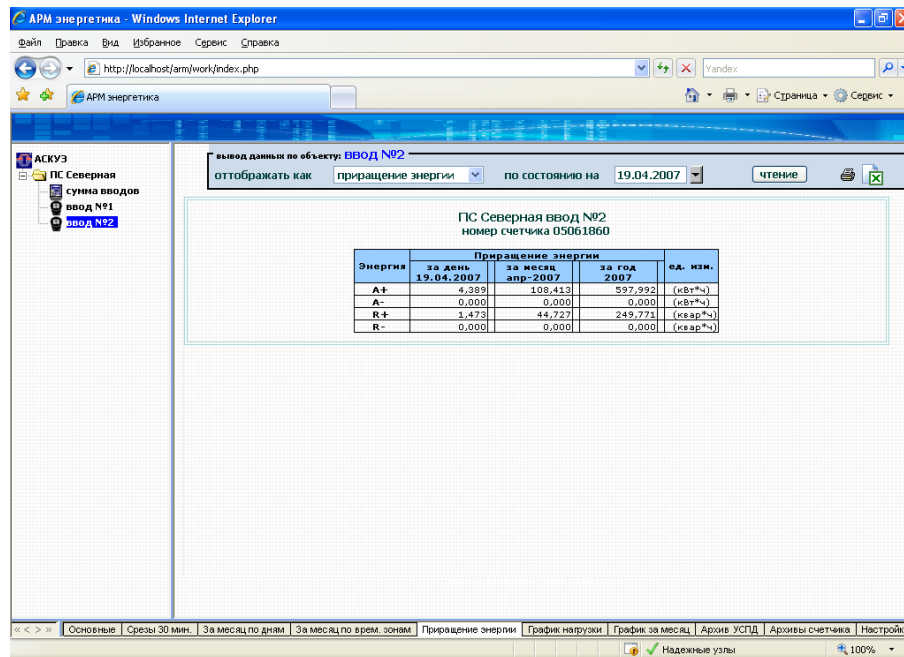 АРМ энергетика - Windows Internet Explorer
Файл Правка Вид Избранное Сервис Справка
http://localhost/arm/work/index.php Yandex
АРМ энергетика Страница Сервис
АСКУЭ
ПС Северная
сумма вводов
ввод №1
ввод №2
вывод данных по объекту: ВВОД №2
оттображать как приращение энергии по состоянию на 19.04.2007 чтение
ПС Северная ввод №2
номер счетчика 05061860
Энергия Приращение энергии ед. изм.
за день за месяц за год
19.04.2007 апр-2007 2007
A+ 4,389 108,413 597,992 (кВт*ч)
A- 0,000 0,000 0,000 (кВт*ч)
R+ 1,473 44,727 249,771 (квар*ч)
R- 0,000 0,000 0,000 (квар*ч)
« < > » Основные Срезы 30 мин. За месяц по дням За месяц по врем. зонам Приращение энергии График нагрузки График за месяц Архив УСПД Архивы счетчика Настройк
Надежные узлы 100%